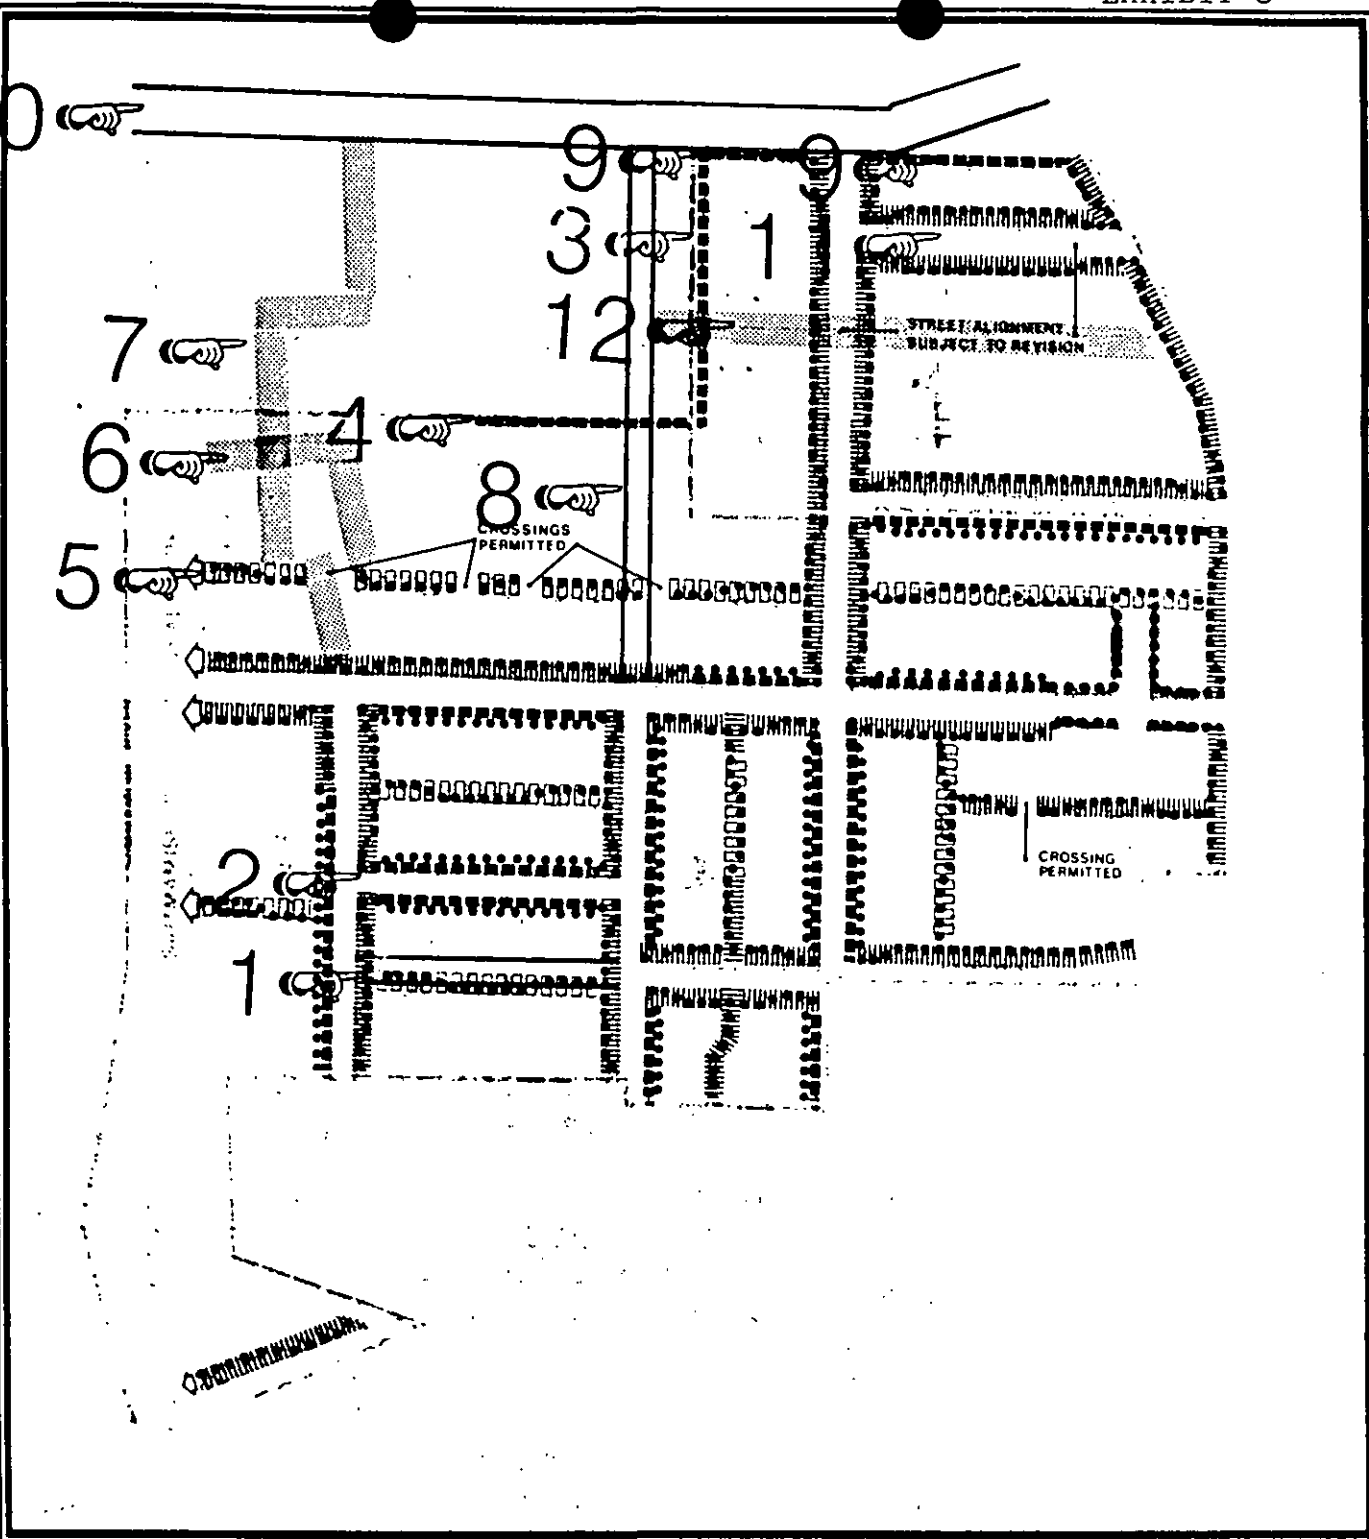 0
9
9
3
1
12
STREET ALIGNMENT
SUBJECT TO REVISION
7
4
6
8
CROSSINGS
PERMITTED
5
2
CROSSING
PERMITTED
1